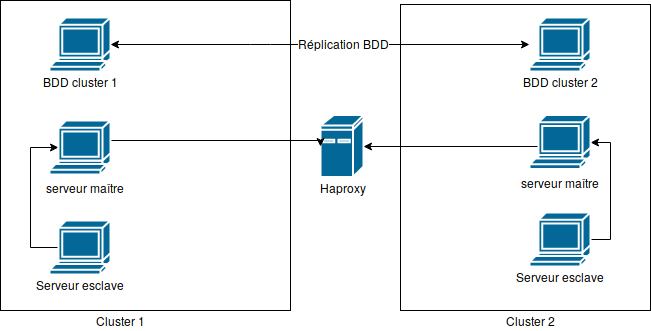 Réplication BDD
BDD cluster 1
BDD cluster 2
serveur maître
Haproxy
serveur maître
Serveur esclave
Serveur esclave
Cluster 1
Cluster 2